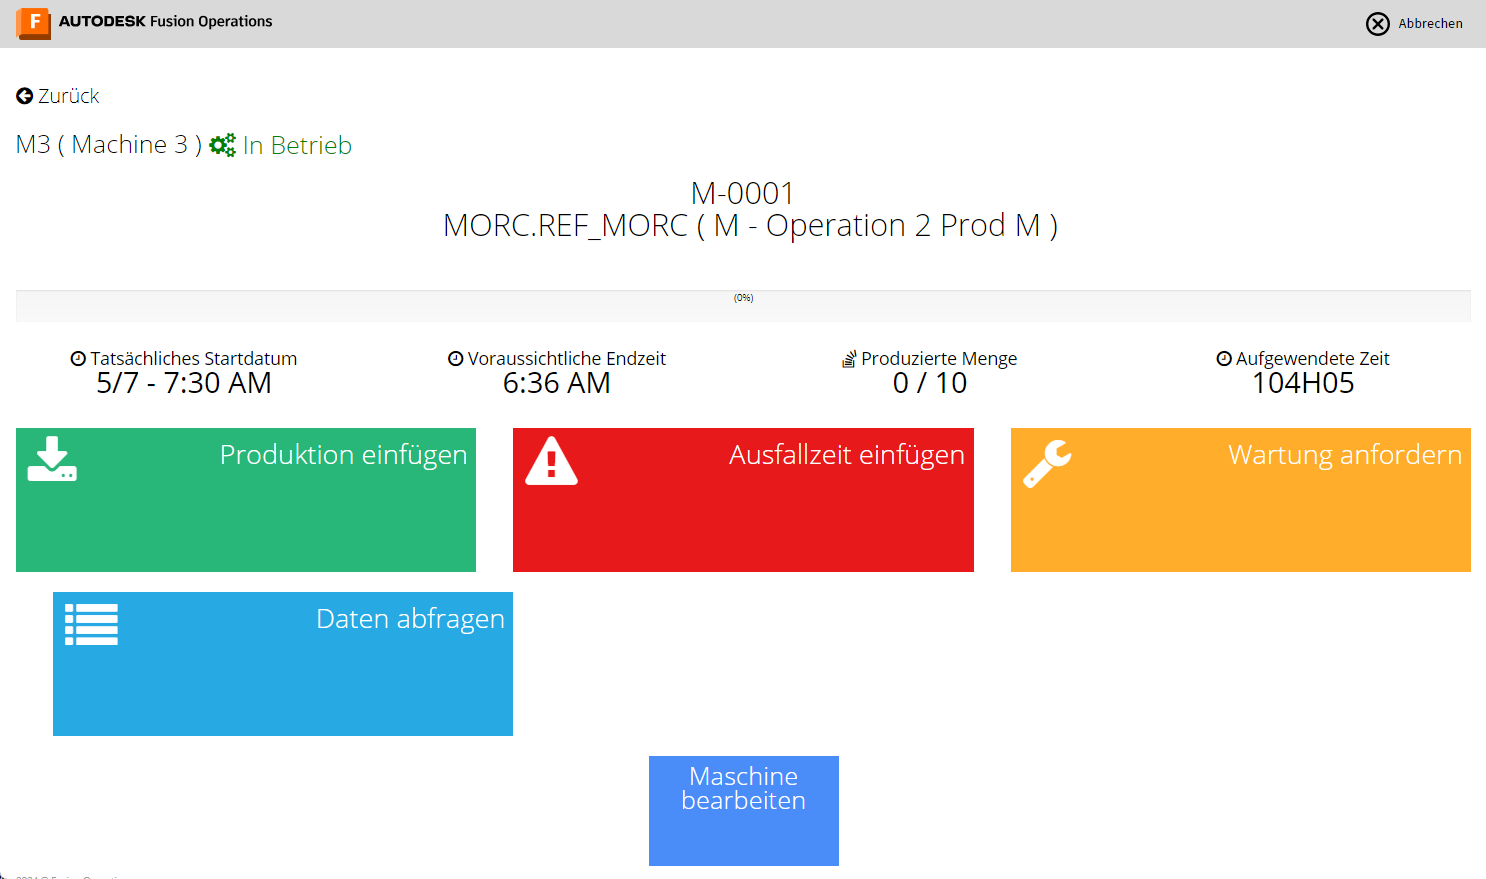 F AUTODESK Fusion Operations
Abbrechen
Zurück
M3 ( Machine 3 ) In Betrieb
M-0001
MORC.REF_MORC ( M - Operation 2 Prod M )
(0%)
Tatsächliches Startdatum
5/7 - 7:30 AM
Voraussichtliche Endzeit
6:36 AM
Produzierte Menge
0 / 10
Aufgewendete Zeit
104H05
Produktion einfügen
Ausfallzeit einfügen
Wartung anfordern
Daten abfragen
Maschine
bearbeiten